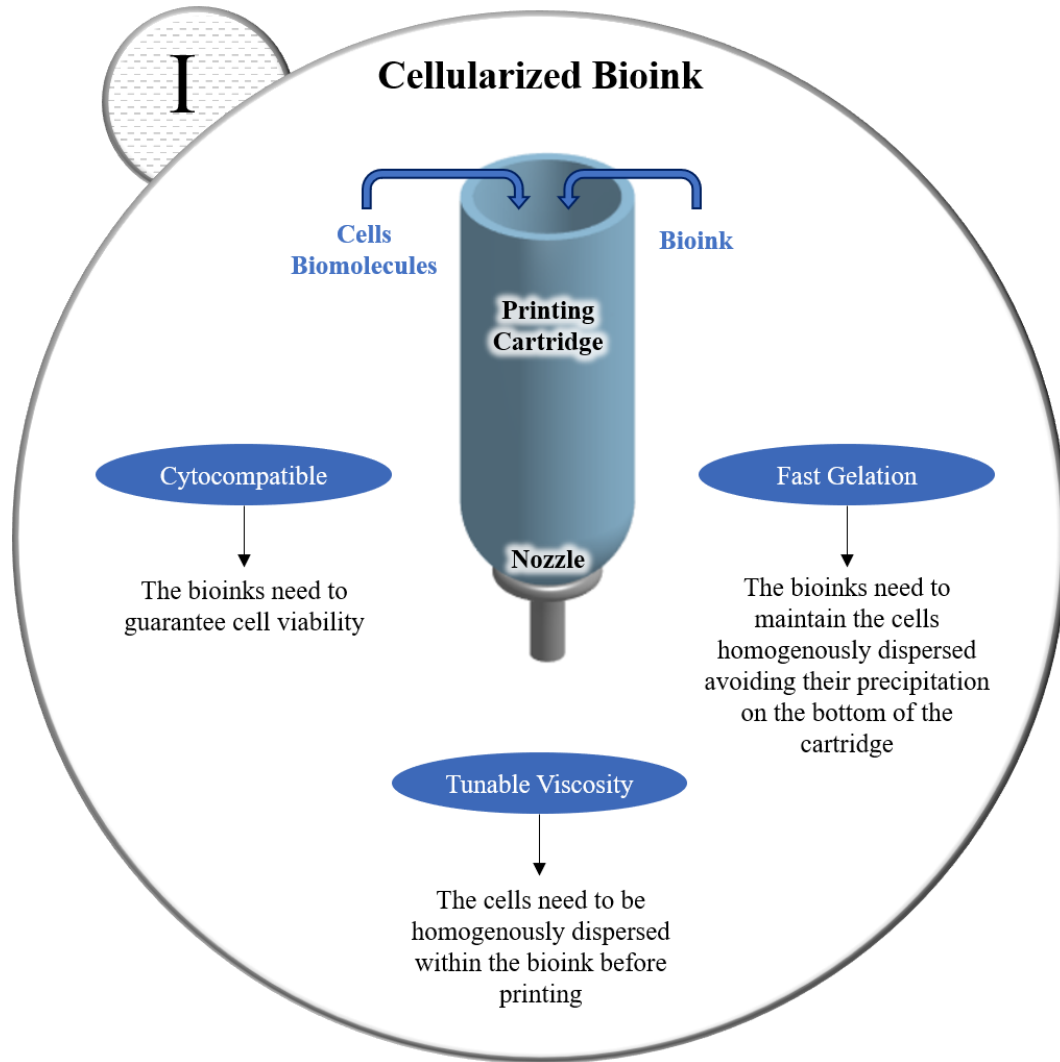 I
Cellularized Bioink
Cells
Biomolecules
Bioink
Printing
Cartridge
Nozzle
Cytocompatible
The bioinks need to
guarantee cell viability
Fast Gelation
The bioinks need to
maintain the cells
homogenously dispersed
avoiding their precipitation
on the bottom of the
cartridge
Tunable Viscosity
The cells need to be
homogenously dispersed
within the bioink before
printing